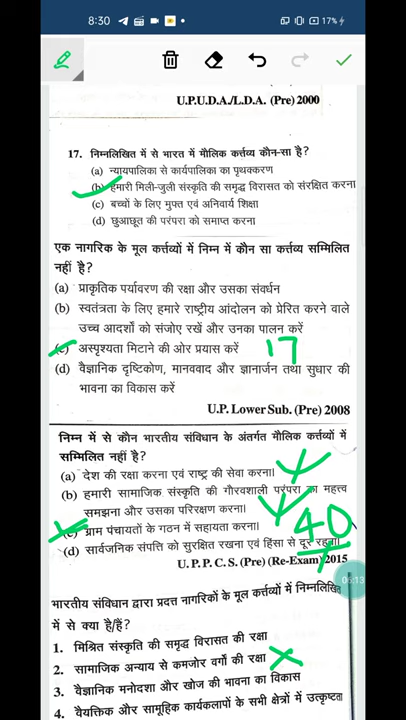 8:30
17%
U.P.U.D.A./L.D.A. (Pre) 2000
17. निम्नलिखित में से भारत में मौलिक कर्त्तव्य कौन-सा है?
(a) न्यायपालिका से कार्यपालिका का पृथक्करण
(b) हमारी मिली-जुली संस्कृति की समृद्ध विरासत को संरक्षित करना
(c) बच्चों के लिए मुफ्त एवं अनिवार्य शिक्षा
(d) छुआछूत की परंपरा को समाप्त करना
एक नागरिक के मूल कर्त्तव्यों में निम्न में कौन सा कर्त्तव्य सम्मिलित
नहीं है?
(a) प्राकृतिक पर्यावरण की रक्षा और उसका संवर्धन
(b) स्वतंत्रता के लिए हमारे राष्ट्रीय आंदोलन को प्रेरित करने वाले
उच्च आदर्शों को संजोए रखें और उनका पालन करें
(c) अस्पृश्यता मिटाने की ओर प्रयास करें 17
(d) वैज्ञानिक दृष्टिकोण, मानववाद और ज्ञानार्जन तथा सुधार की
भावना का विकास करें
U.P. Lower Sub. (Pre) 2008
निम्न में से कौन भारतीय संविधान के अंतर्गत मौलिक कर्त्तव्यों में
सम्मिलित नहीं है?
(a) देश की रक्षा करना एवं राष्ट्र की सेवा करना।
(b) हमारी सामाजिक संस्कृति की गौरवशाली परंपरा का महत्त्व
समझना और उसका परिरक्षण करना।
(c) ग्राम पंचायतों के गठन में सहायता करना। 40
(d) सार्वजनिक संपत्ति को सुरक्षित रखना एवं हिंसा से दूर रहना।
U.P.P.C.S. (Pre) (Re-Exam) 2015
06:13
भारतीय संविधान द्वारा प्रदत्त नागरिकों के मूल कर्त्तव्यों में निम्नलिखित
में से क्या है/हैं?
1. मिश्रित संस्कृति की समृद्ध विरासत की रक्षा
2. सामाजिक अन्याय से कमजोर वर्गों की रक्षा
3. वैज्ञानिक मनोदशा और खोज की भावना का विकास
4. वैयक्तिक और सामूहिक कार्यकलापों के सभी क्षेत्रों में उत्कृष्टता